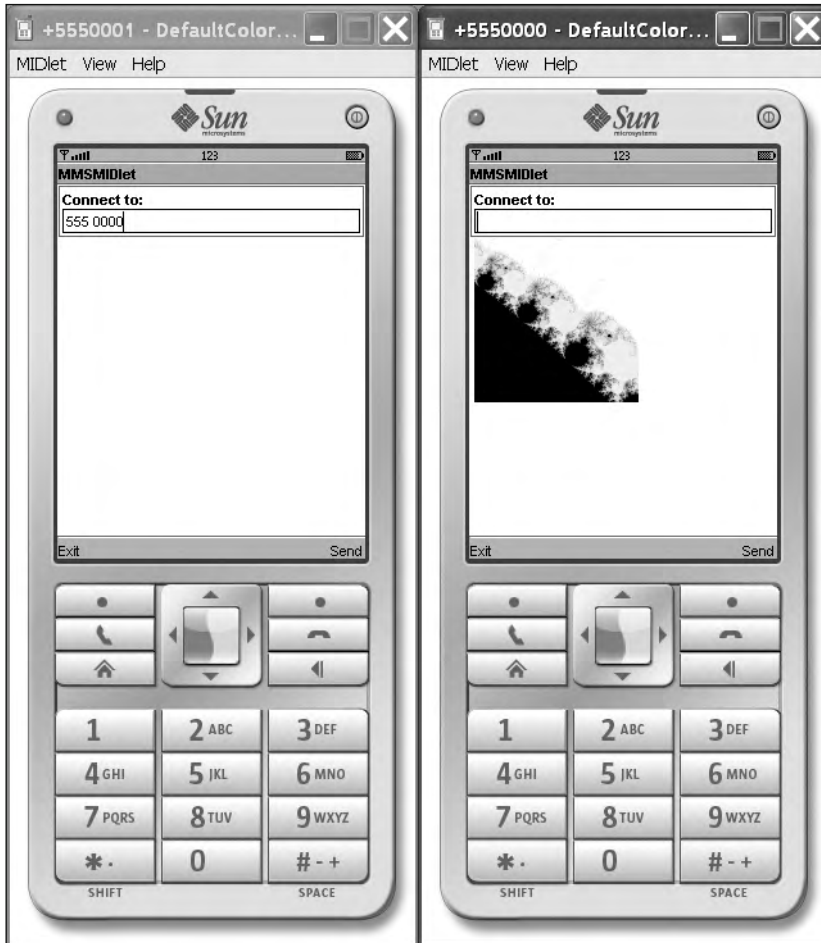 +5550001 - DefaultColor...
MIDlet View Help
Sun
microsystems
123
MMSMIDlet
Connect to:
555 0000
Exit Send
1 2 ABC 3 DEF
4 GHI 5 JKL 6 MNO
7 PQRS 8 TUV 9 WXYZ
* . 0 # - +
SHIFT SPACE
+5550000 - DefaultColor...
MIDlet View Help
Sun
microsystems
123
MMSMIDlet
Connect to:
Exit Send
1 2 ABC 3 DEF
4 GHI 5 JKL 6 MNO
7 PQRS 8 TUV 9 WXYZ
* . 0 # - +
SHIFT SPACE